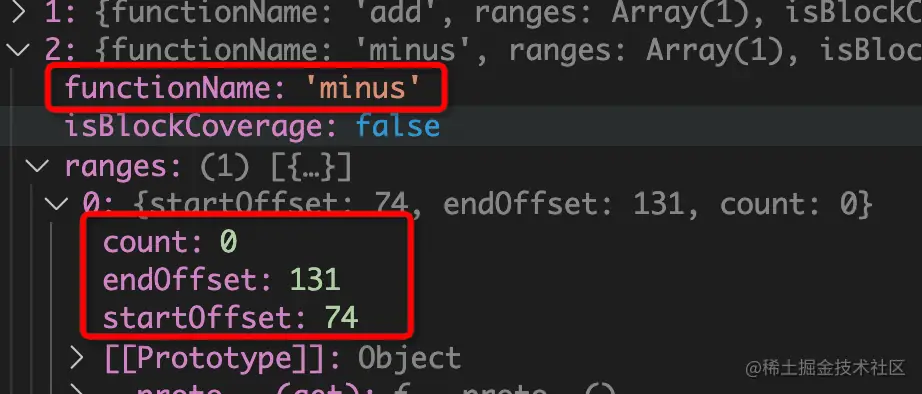 1: {functionName: 'add', ranges: Array(1), isBlockC
2: {functionName: 'minus', ranges: Array(1), isBl
functionName: 'minus'
isBlockCoverage: false
ranges: (1) [{…}]
0: {startOffset: 74, endOffset: 131, count: 0}
count: 0
endOffset: 131
startOffset: 74
[[Prototype]]: Object
@稀土掘金技术社区